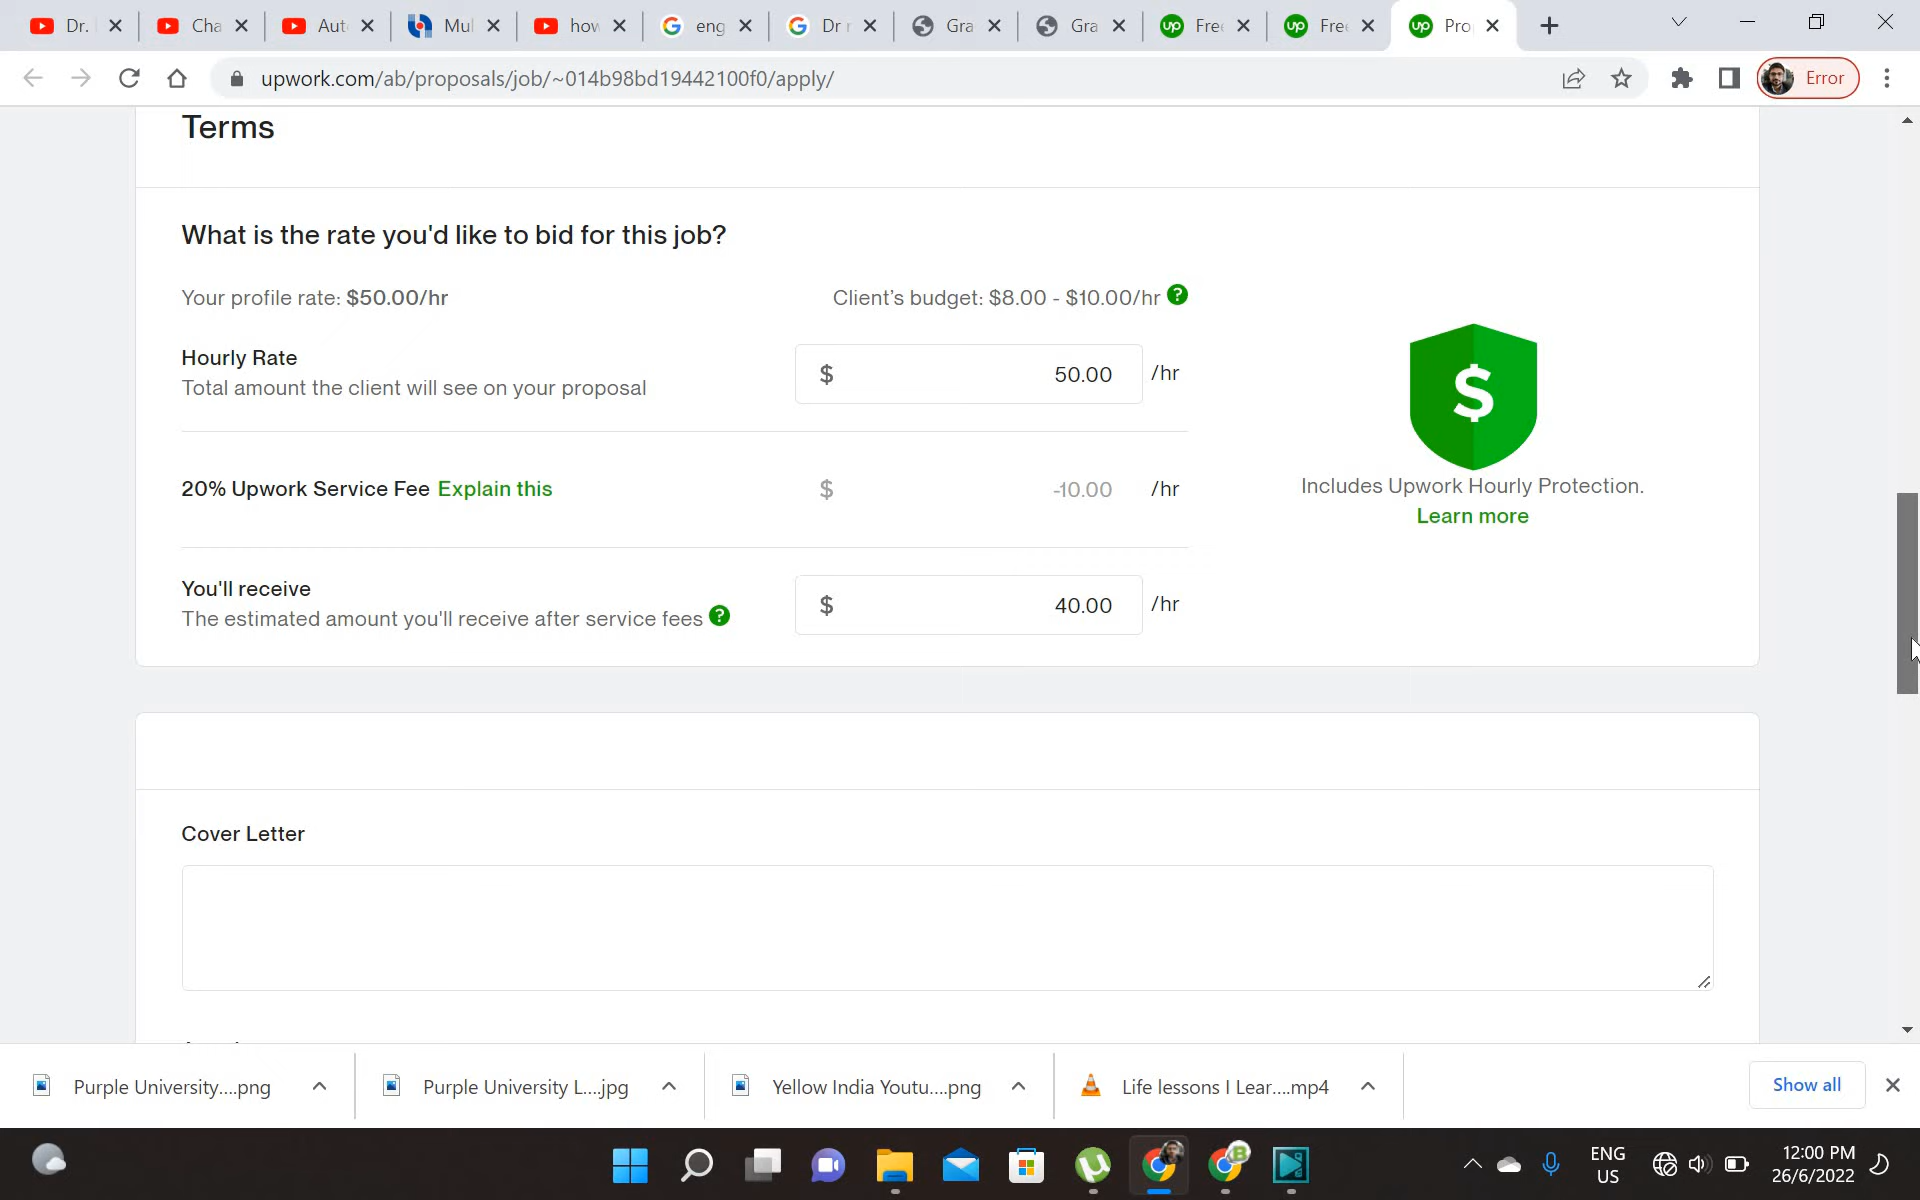 Dr.
Cha
Aut
Mul
how
eng
Dr r
Gra
Gra
Free
Free
Pro
upwork.com/ab/proposals/job/~014b98bd19442100f0/apply/
Error
Terms
What is the rate you'd like to bid for this job?
Your profile rate: $50.00/hr
Client's budget: $8.00 - $10.00/hr ?
Hourly Rate
Total amount the client will see on your proposal
$ 50.00 /hr
20% Upwork Service Fee Explain this
$ -10.00 /hr
Includes Upwork Hourly Protection.
Learn more
You'll receive
The estimated amount you'll receive after service fees ?
$ 40.00 /hr
Cover Letter
Purple University....png
Purple University L....jpg
Yellow India Youtu....png
Life lessons I Lear....mp4
Show all
ENG
US
12:00 PM
26/6/2022